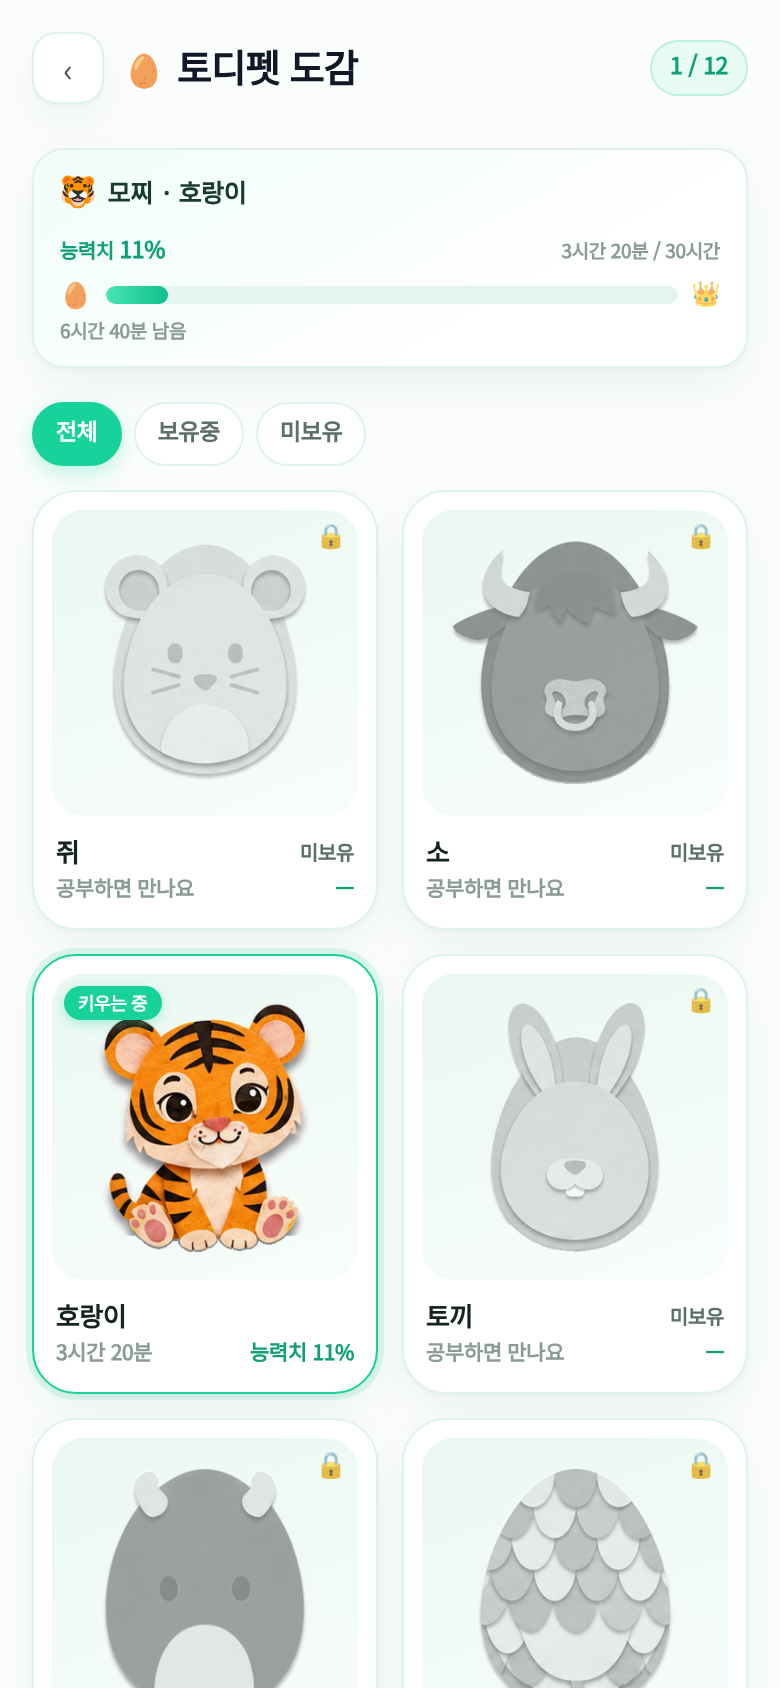 토디펫 도감
1 / 12
모찌 · 호랑이
능력치 11%
3시간 20분 / 30시간
6시간 40분 남음
전체
보유중
미보유
쥐
미보유
공부하면 만나요
—
소
미보유
공부하면 만나요
—
키우는 중
호랑이
3시간 20분
능력치 11%
토끼
미보유
공부하면 만나요
—